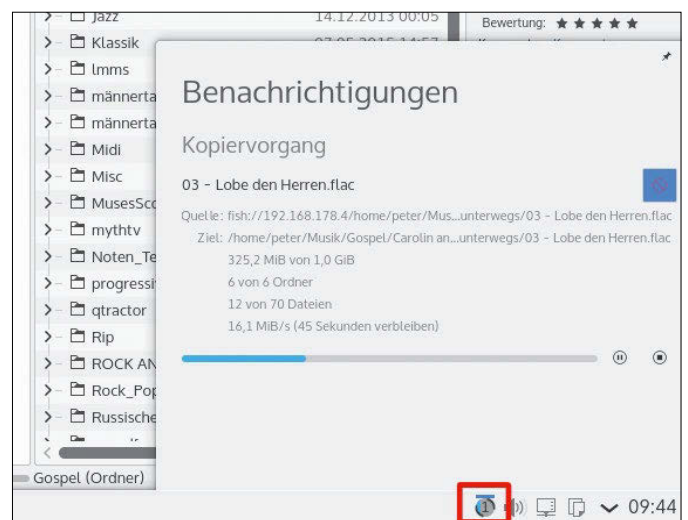 Jazz
14.12.2013 00:05
Bewertung: ★ ★ ★ ★ ★
Klassik
lmms
männerta
männerta
Midi
Misc
MusesSco
mythtv
Noten_Te
progressi
qtractor
Rip
ROCK AN
Rock_Pop
Russische
Gospel (Ordner)
Benachrichtigungen
Kopiervorgang
03 - Lobe den Herren.flac
Quelle: fish://192.168.178.4/home/peter/Mus...unterwegs/03 - Lobe den Herren.flac
Ziel: /home/peter/Musik/Gospel/Carolin an...unterwegs/03 - Lobe den Herren.flac
325,2 MiB von 1,0 GiB
6 von 6 Ordner
12 von 70 Dateien
16,1 MiB/s (45 Sekunden verbleiben)
1
09:44